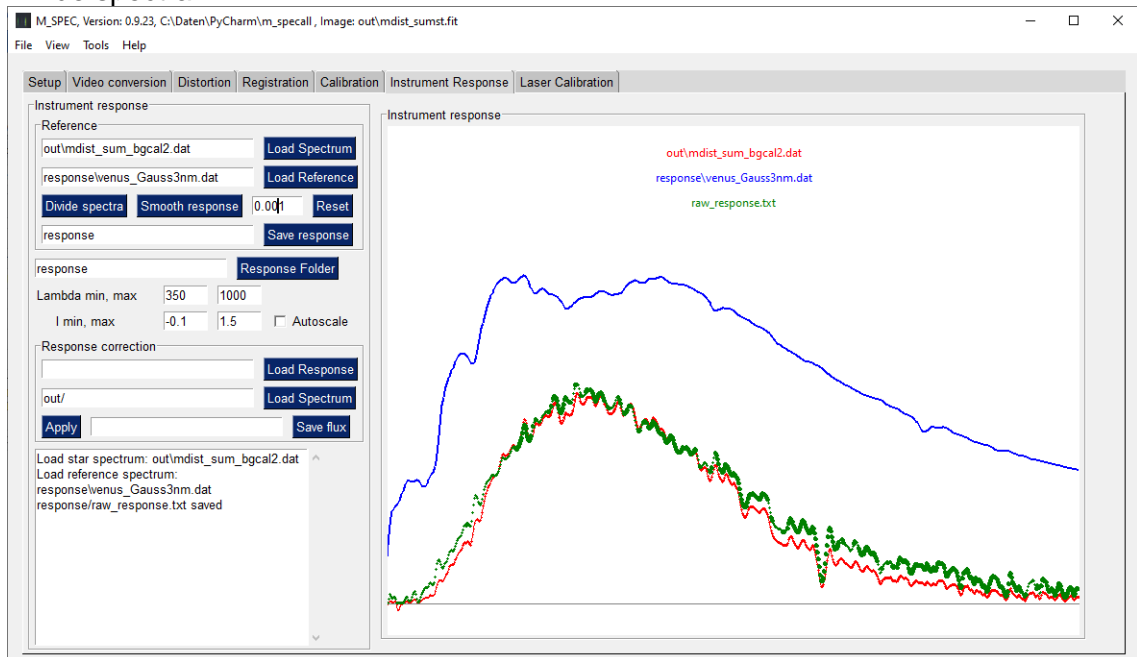 M_SPEC, Version: 0.9.23, C:\Daten\PyCharm\m_specall , Image: out\mdist_sumst.fit
File View Tools Help
Setup Video conversion Distortion Registration Calibration Instrument Response Laser Calibration
Instrument response
Reference
out\mdist_sum_bgcal2.dat Load Spectrum
response\venus_Gauss3nm.dat Load Reference
Divide spectra Smooth response 0.001 Reset
response Save response
response Response Folder
Lambda min, max 350 1000
I min, max -0.1 1.5 Autoscale
Response correction
Load Response
out/ Load Spectrum
Apply Save flux
Load star spectrum: out\mdist_sum_bgcal2.dat
Load reference spectrum:
response\venus_Gauss3nm.dat
response/raw_response.txt saved
Instrument response
out\mdist_sum_bgcal2.dat
response\venus_Gauss3nm.dat
raw_response.txt